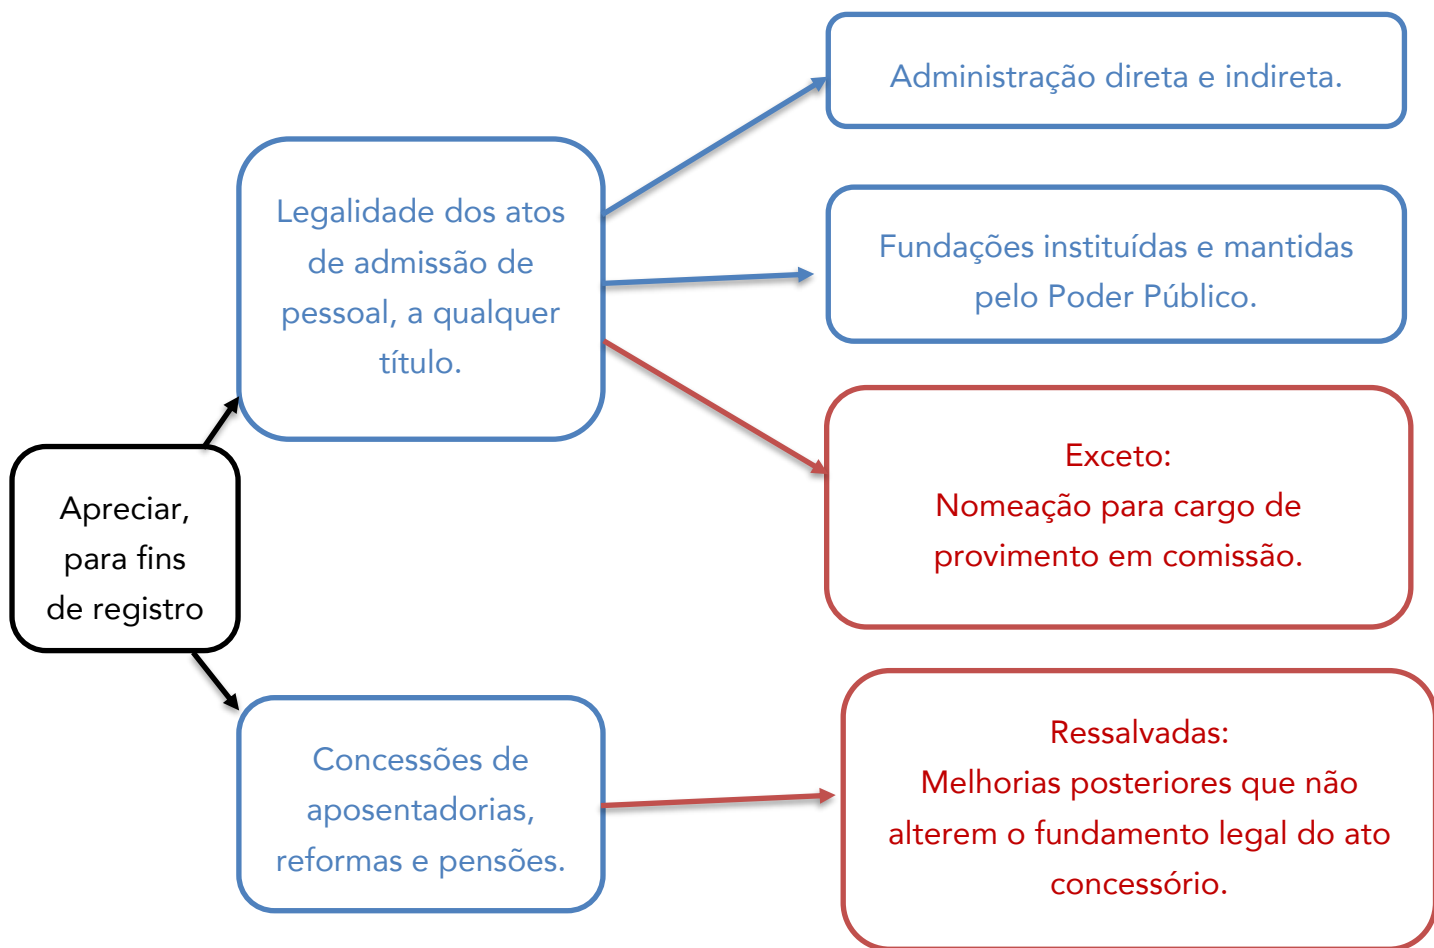 Apreciar,
para fins
de registro
Legalidade dos atos
de admissão de
pessoal, a qualquer
título.
Administração direta e indireta.
Fundações instituídas e mantidas
pelo Poder Público.
Exceto:
Nomeação para cargo de
provimento em comissão.
Concessões de
aposentadorias,
reformas e pensões.
Ressalvadas:
Melhorias posteriores que não
alterem o fundamento legal do ato
concessório.